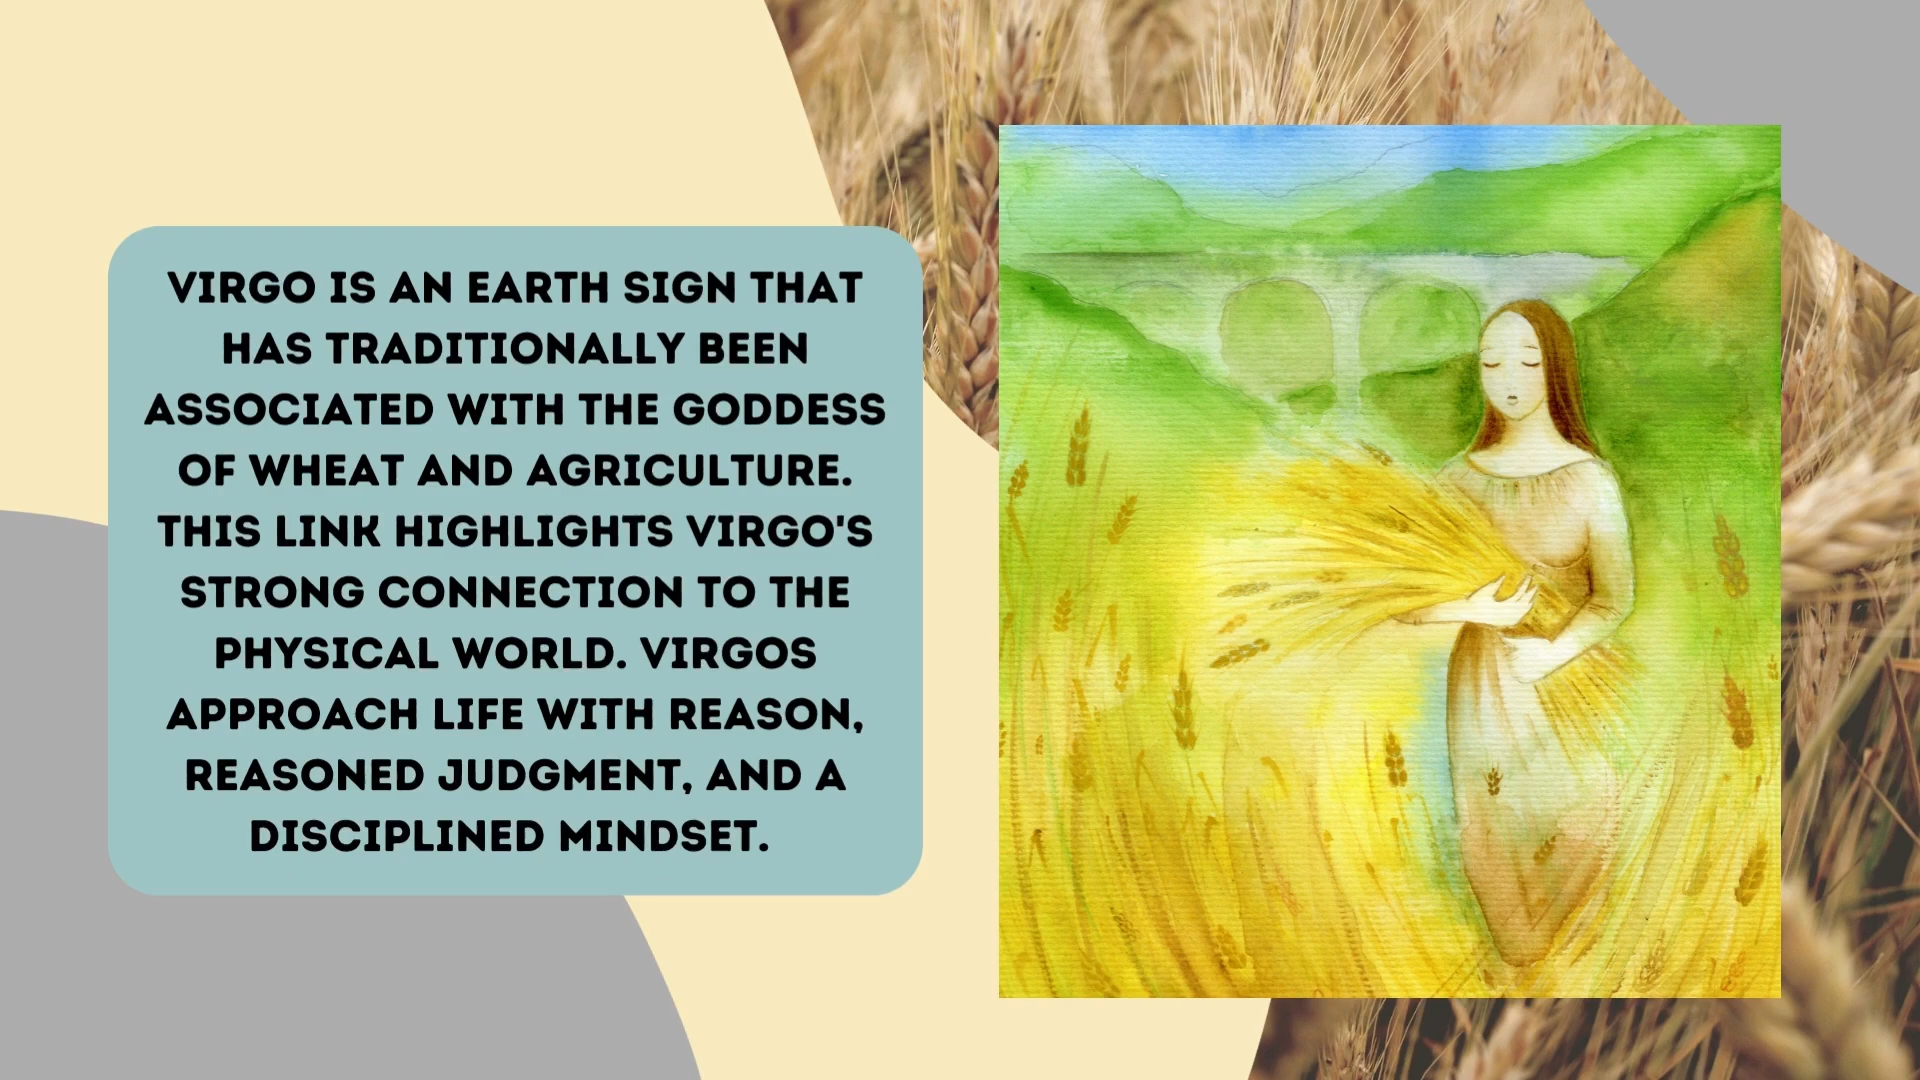 VIRGO IS AN EARTH SIGN THAT
HAS TRADITIONALLY BEEN
ASSOCIATED WITH THE GODDESS
OF WHEAT AND AGRICULTURE.
THIS LINK HIGHLIGHTS VIRGO'S
STRONG CONNECTION TO THE
PHYSICAL WORLD. VIRGOS
APPROACH LIFE WITH REASON,
REASONED JUDGMENT, AND A
DISCIPLINED MINDSET.